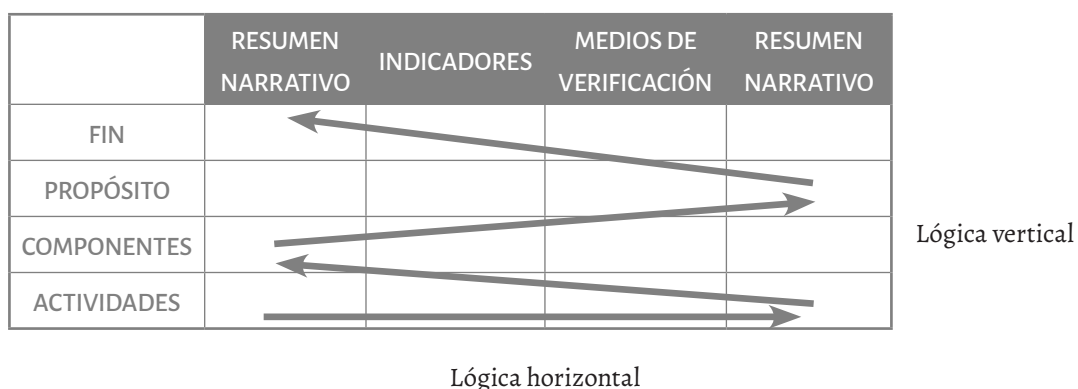 RESUMEN
NARRATIVO
INDICADORES
MEDIOS DE
VERIFICACIÓN
RESUMEN
NARRATIVO
FIN
PROPÓSITO
COMPONENTES
ACTIVIDADES
Lógica vertical
Lógica horizontal